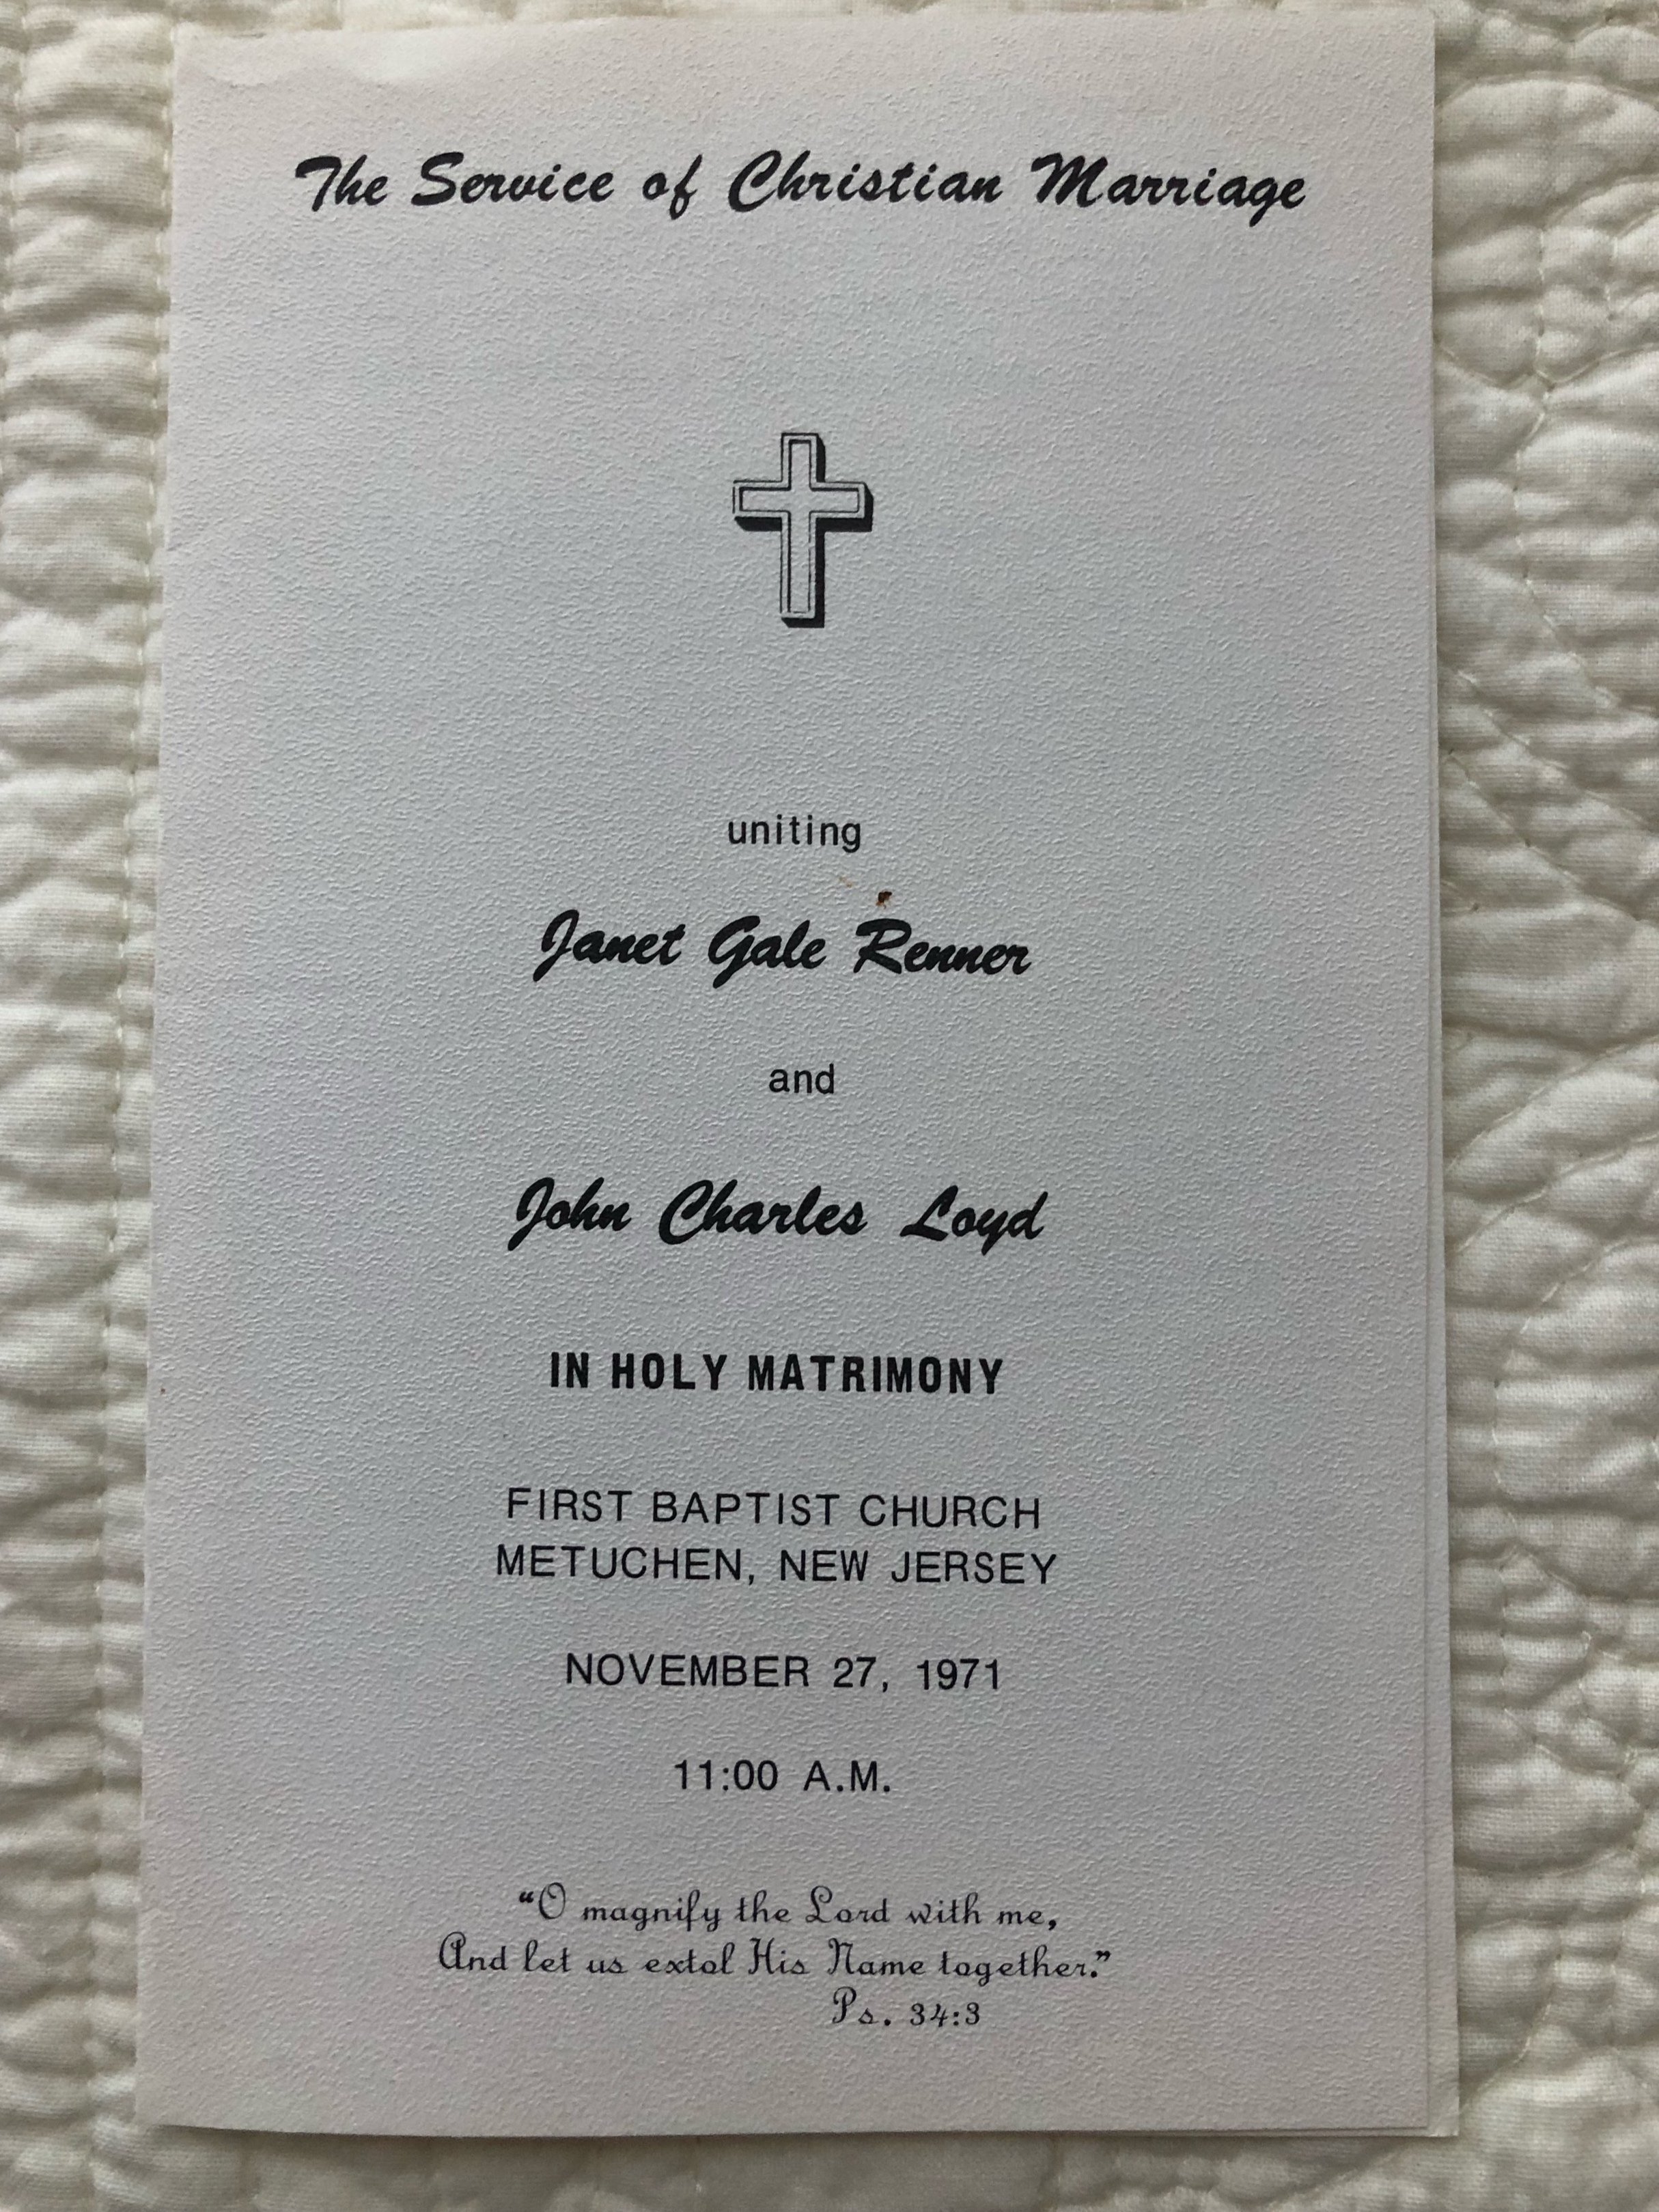 The Service of Christian Marriage
uniting
Janet Gale Renner
and
John Charles Loyd
IN HOLY MATRIMONY
FIRST BAPTIST CHURCH
METUCHEN, NEW JERSEY
NOVEMBER 27, 1971
11:00 A.M.
“O magnify the Lord with me,
And let us extol His Name together.”
Ps. 34:3